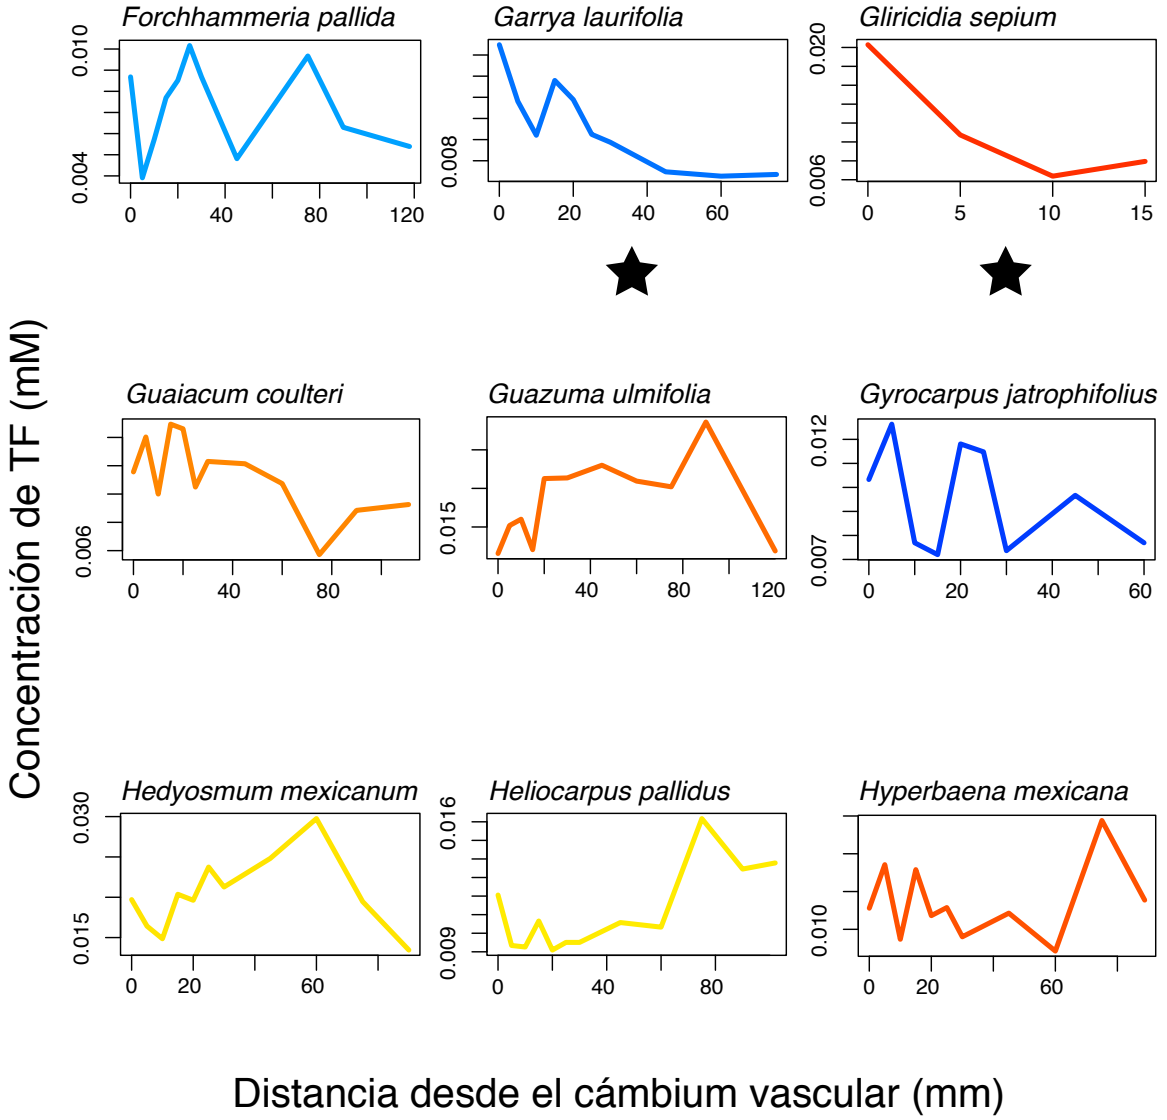 Forchhammeria pallida
0.010
0.004
0 40 80 120
Garrya laurifolia
0.008
0 20 40 60
Gliricidia sepium
0.020
0.006
0 5 10 15
Concentración de TF (mM)
Guaiacum coulteri
0.006
0 40 80
Guazuma ulmifolia
0.015
0 40 80 120
Gyrocarpus jatrophifolius
0.012
0.007
0 20 40 60
Hedyosmum mexicanum
0.030
0.015
0 20 60
Heliocarpus pallidus
0.016
0.009
0 40 80
Hyperbaena mexicana
0.010
0 20 60
Distancia desde el cámbium vascular (mm)